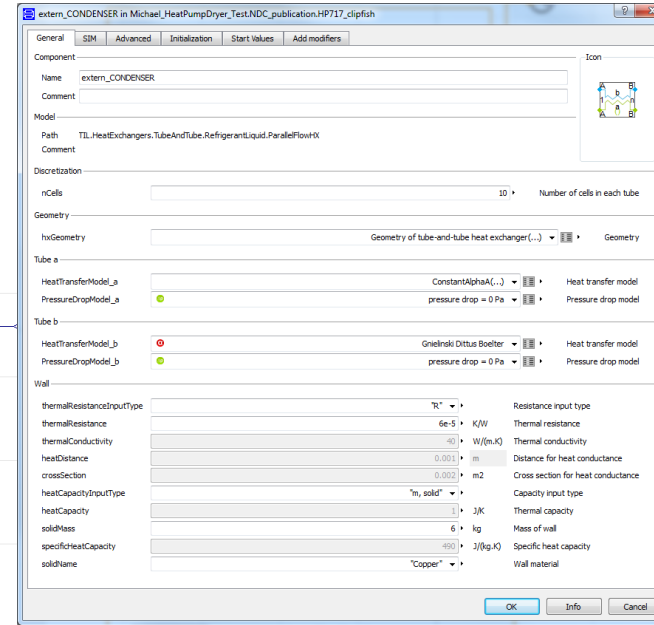 extern_CONDENSER in Michael_HeatPumpDryer_Test.NDC_publication.HP717_clipfish
General SIM Advanced Initialization Start Values Add modifiers
Component
Icon
Name extern_CONDENSER
Comment
A B
b
1 n
a
A B
Model
Path TIL.HeatExchangers.TubeAndTube.RefrigerantLiquid.ParallelFlowHX
Comment
Discretization
nCells 10 Number of cells in each tube
Geometry
hxGeometry Geometry of tube-and-tube heat exchanger(...) Geometry
Tube a
HeatTransferModel_a ConstantAlphaA(...) Heat transfer model
PressureDropModel_a pressure drop = 0 Pa Pressure drop model
Tube b
HeatTransferModel_b Gnielinski Dittus Boelter Heat transfer model
PressureDropModel_b pressure drop = 0 Pa Pressure drop model
Wall
thermalResistanceInputType "R" Resistance input type
thermalResistance 6e-5 K/W Thermal resistance
thermalConductivity 40 W/(m.K) Thermal conductivity
heatDistance 0.001 m Distance for heat conductance
crossSection 0.002 m2 Cross section for heat conductance
heatCapacityInputType "m, solid" Capacity input type
heatCapacity 1 J/K Thermal capacity
solidMass 6 kg Mass of wall
specificHeatCapacity 490 J/(kg.K) Specific heat capacity
solidName "Copper" Wall material
OK Info Cancel